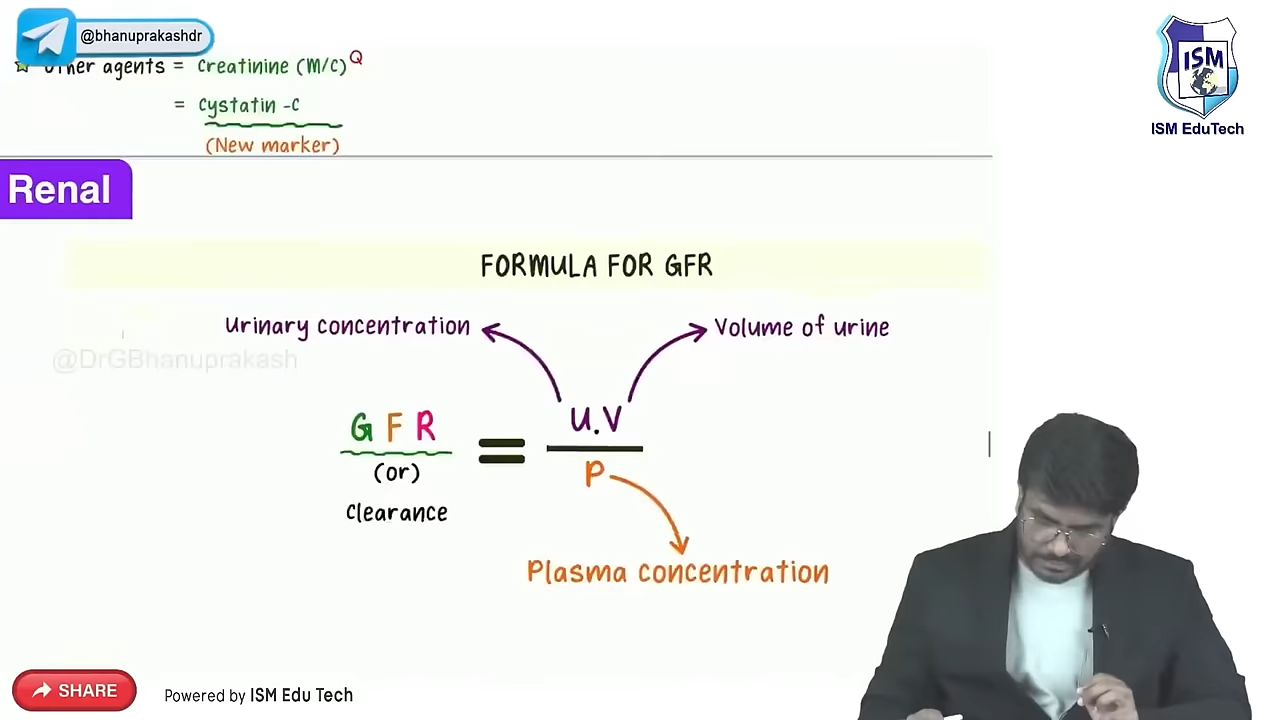 @bhanuprakashdr
Other agents = creatinine (M/C) Q
= cystatin -c
(New marker)
ISM
ISM EduTech
Renal
FORMULA FOR GFR
Urinary concentration
Volume of urine
@DrGBhanuprakash
GFR
(or)
clearance
=
U.V
P
Plasma concentration
SHARE
Powered by ISM Edu Tech